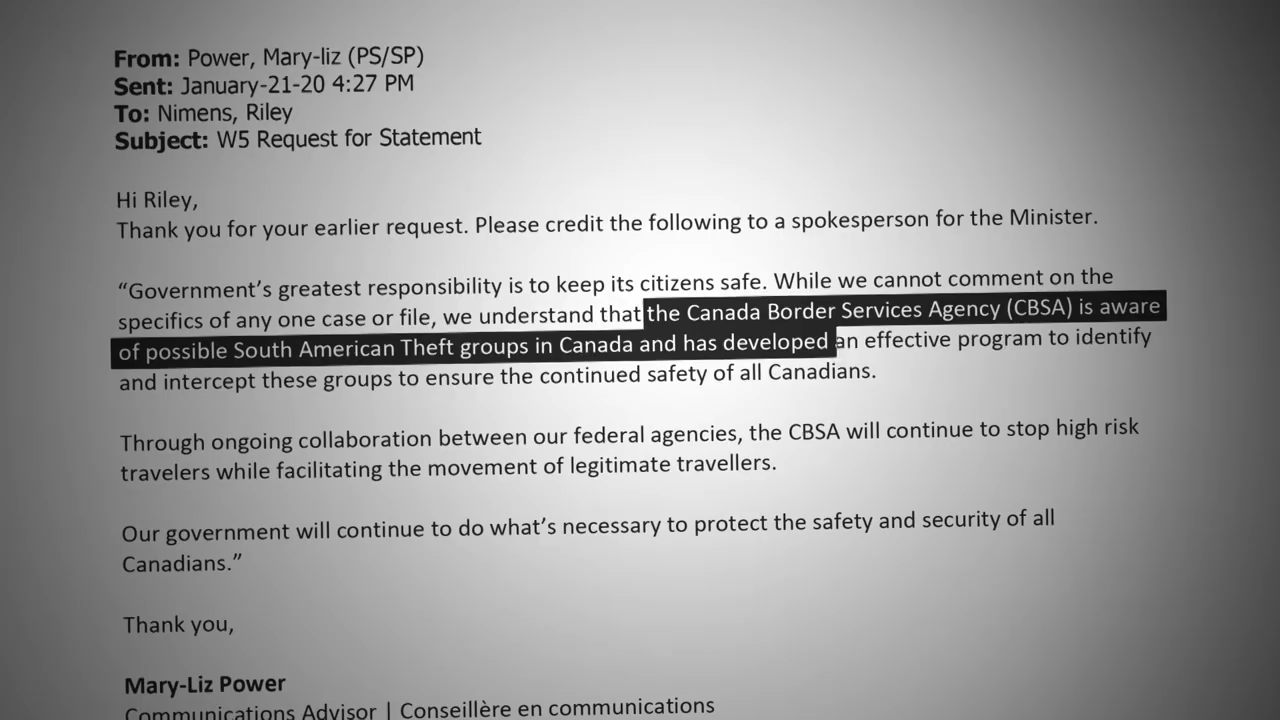 From: Power, Mary-liz (PS/SP)
Sent: January-21-20 4:27 PM
To: Nimens, Riley
Subject: W5 Request for Statement
Hi Riley,
Thank you for your earlier request. Please credit the following to a spokesperson for the Minister.
“Government’s greatest responsibility is to keep its citizens safe. While we cannot comment on the
specifics of any one case or file, we understand that the Canada Border Services Agency (CBSA) is aware
of possible South American Theft groups in Canada and has developed an effective program to identify
and intercept these groups to ensure the continued safety of all Canadians.
Through ongoing collaboration between our federal agencies, the CBSA will continue to stop high risk
travelers while facilitating the movement of legitimate travellers.
Our government will continue to do what’s necessary to protect the safety and security of all
Canadians.”
Thank you,
Mary-Liz Power
Communications Advisor | Conseillère en communications